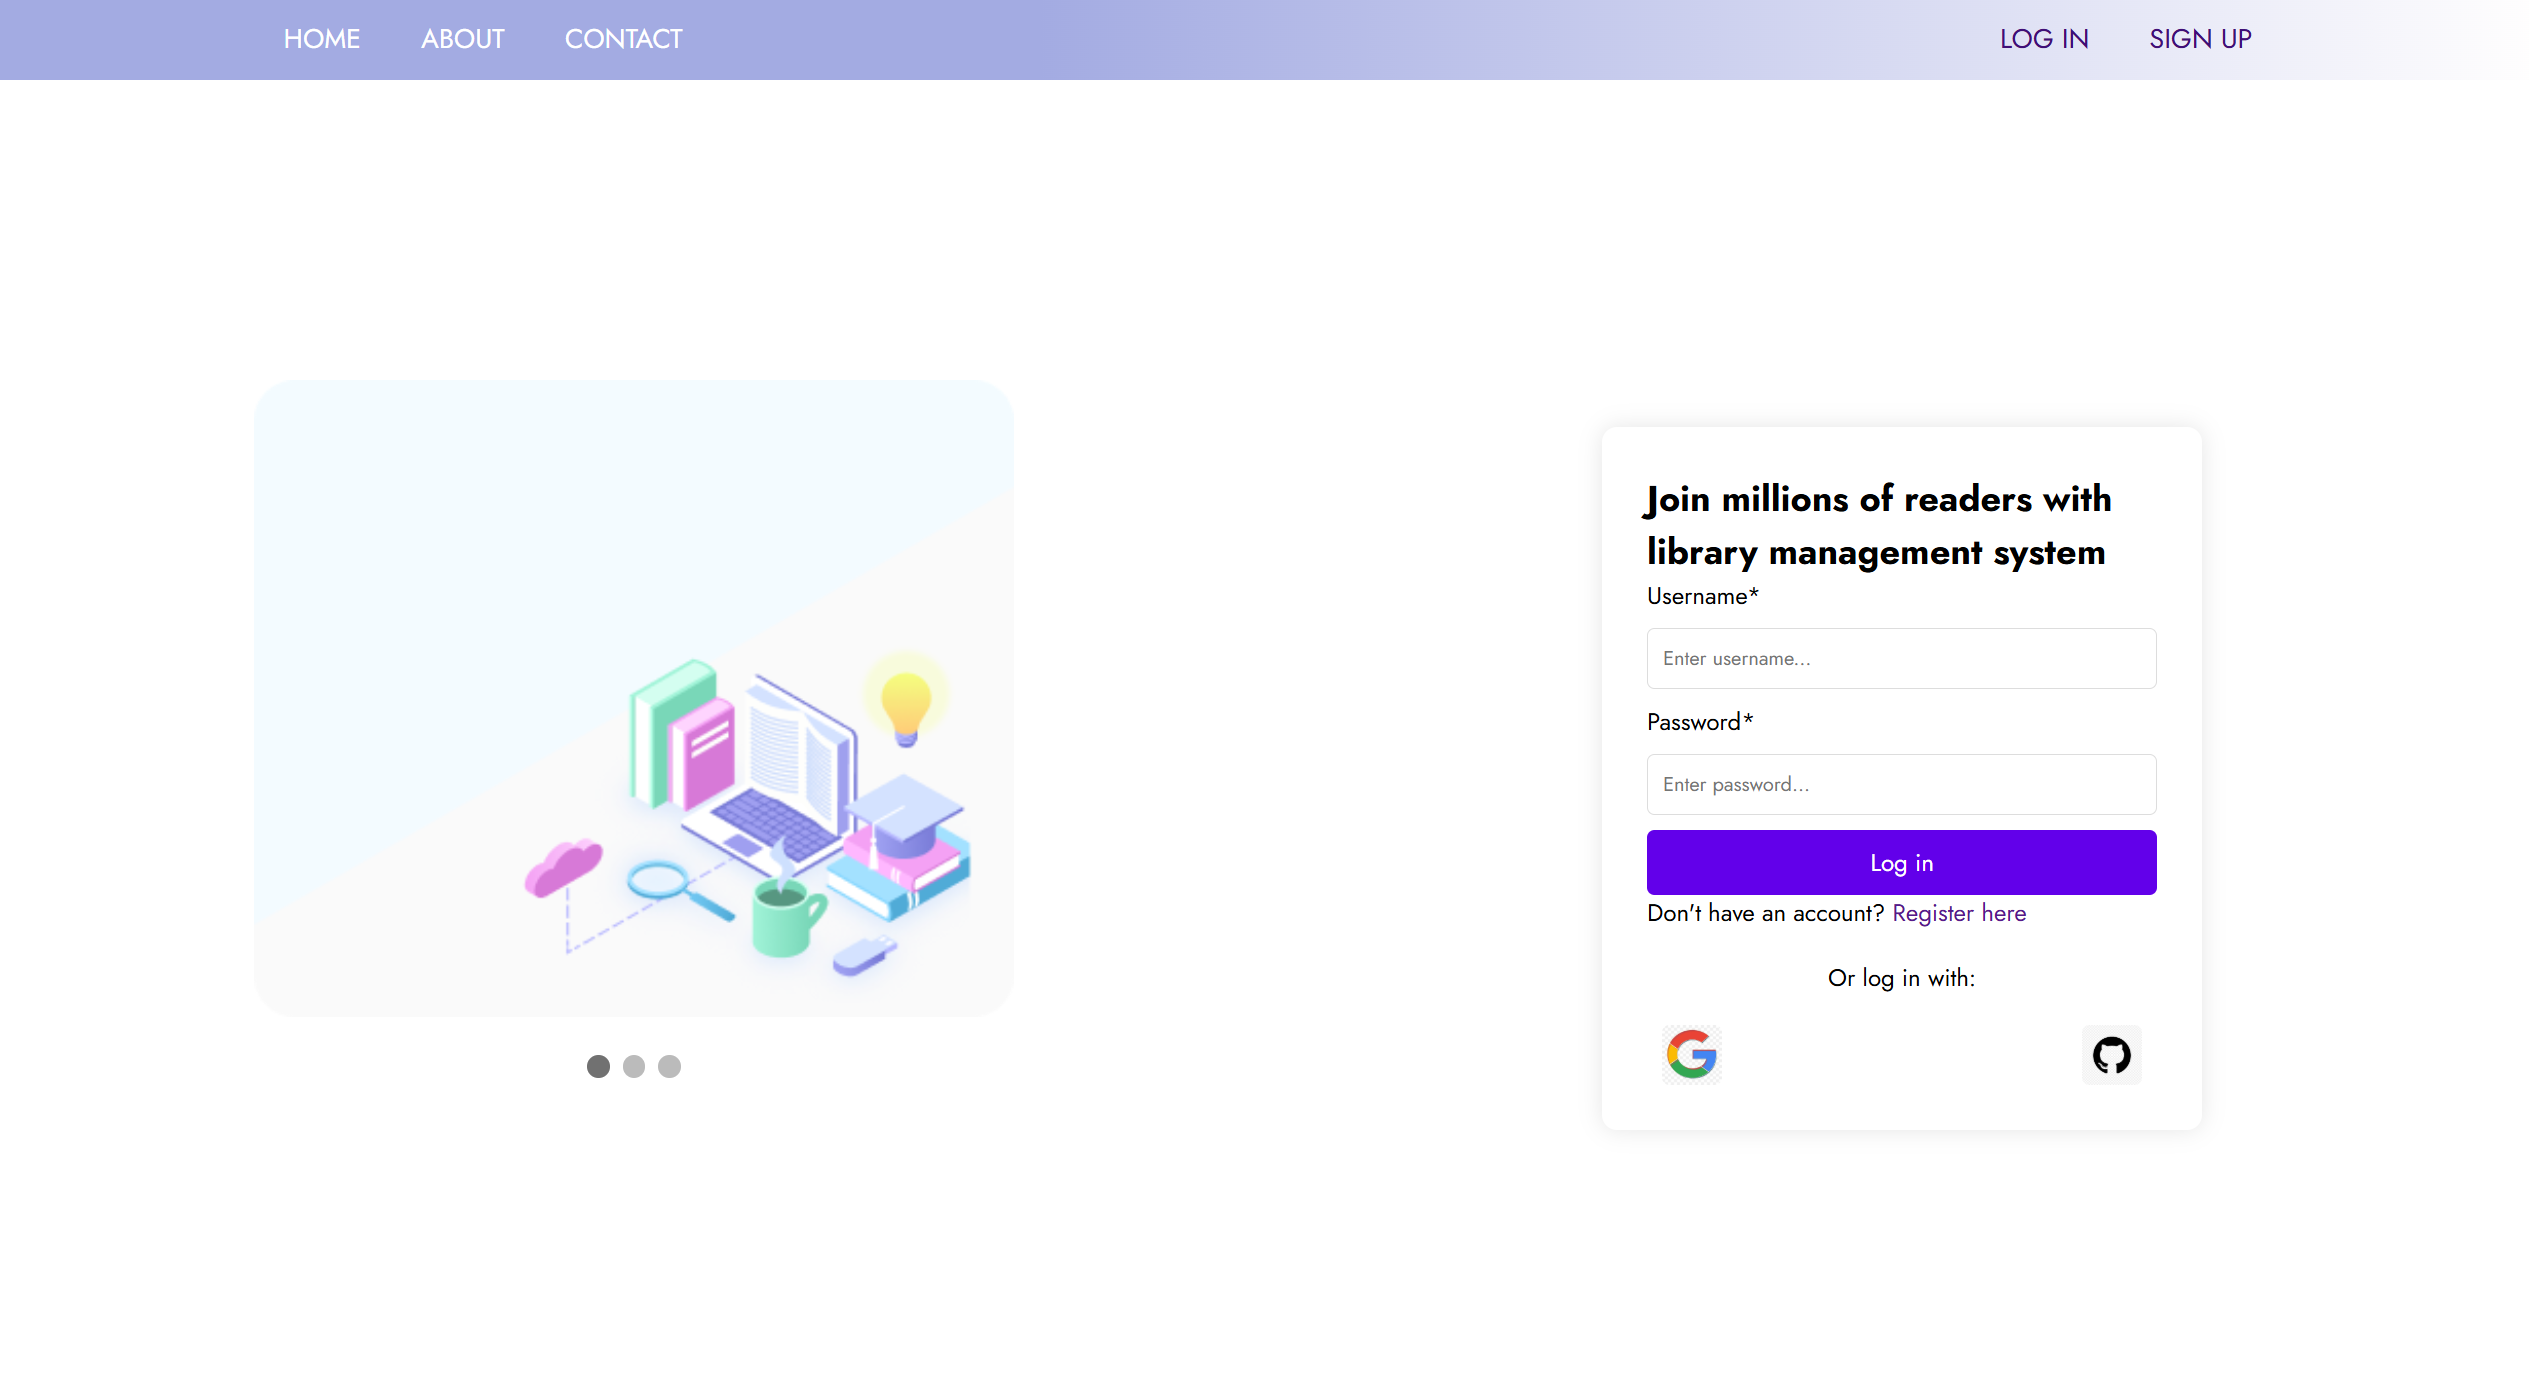 HOME ABOUT CONTACT LOG IN SIGN UP
Join millions of readers with
library management system
Username*
Enter username...
Password*
Enter password...
Log in
Don't have an account? Register here
Or log in with: